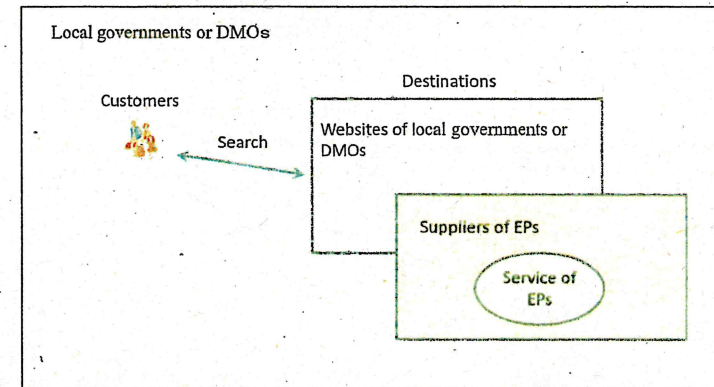 Local governments or DMOs
Destinations
Customers
Search
Websites of local governments or
DMOs
Suppliers of EPs
Service of
EPs